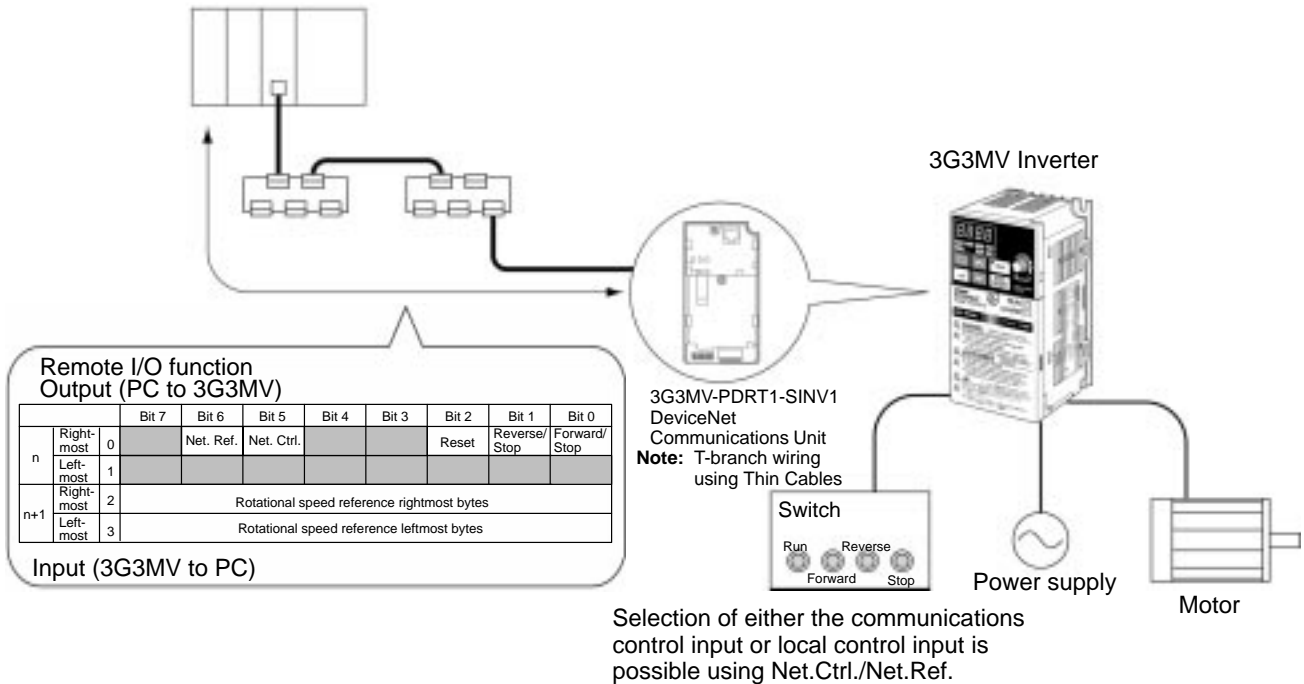 3G3MV Inverter
Remote I/O function
Output (PC to 3G3MV)
Bit 7 Bit 6 Bit 5 Bit 4 Bit 3 Bit 2 Bit 1 Bit 0
n Right-most 0 Net. Ref. Net. Ctrl. Reset Reverse/Stop Forward/Stop
Left-most 1
n+1 Right-most 2 Rotational speed reference rightmost bytes
Left-most 3 Rotational speed reference leftmost bytes
Input (3G3MV to PC)
3G3MV-PDRT1-SINV1
DeviceNet
Communications Unit
Note: T-branch wiring
using Thin Cables
Switch
Run Reverse
Forward Stop
Power supply
Motor
Selection of either the communications
control input or local control input is
possible using Net.Ctrl./Net.Ref.